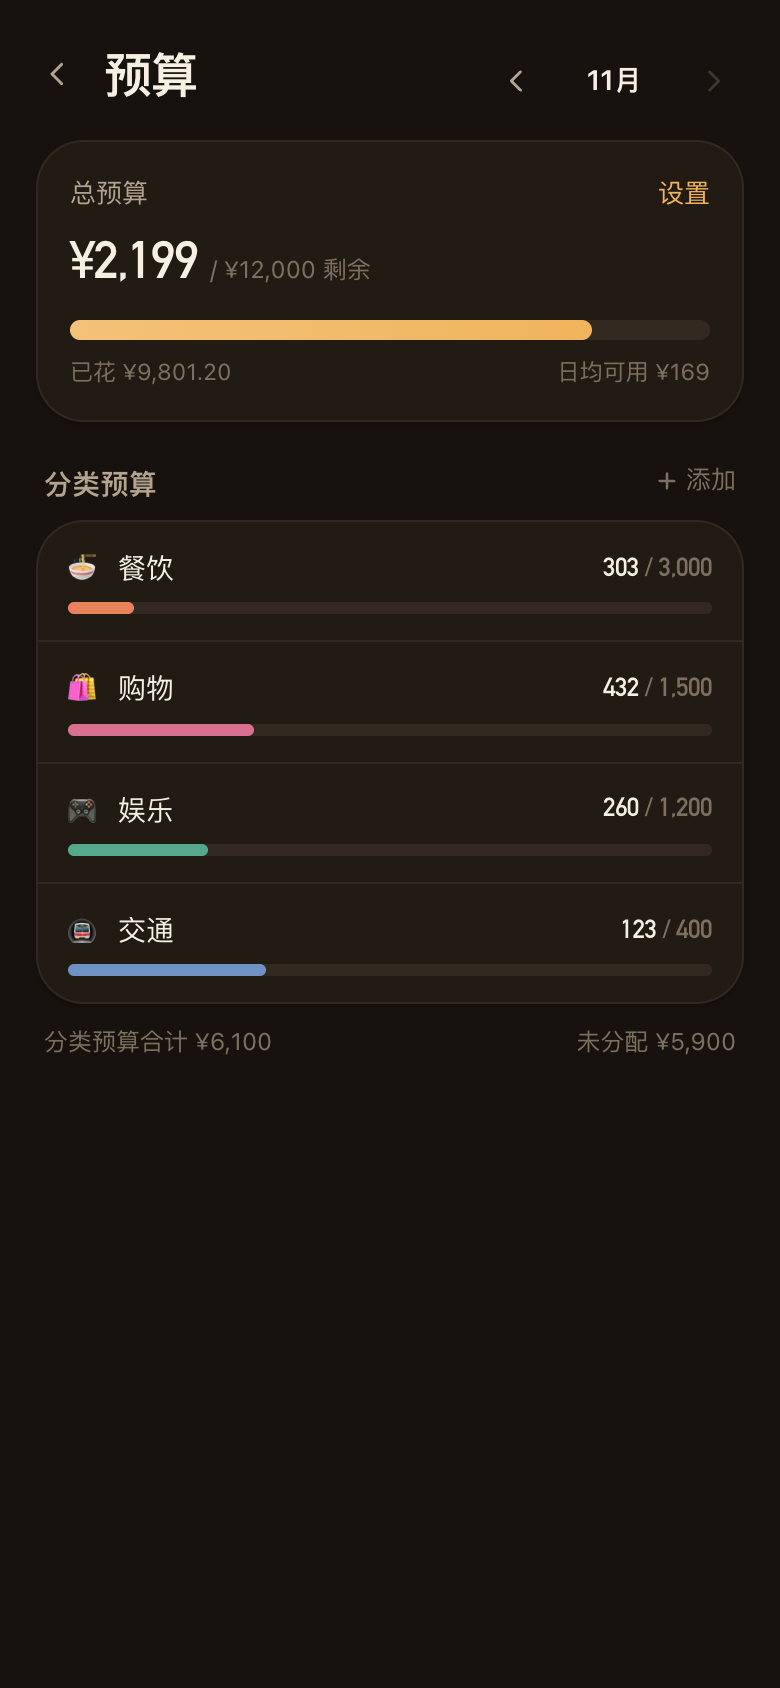 预算
11月
总预算 设置
¥2,199 / ¥12,000 剩余
已花 ¥9,801.20 日均可用 ¥169
分类预算 + 添加
餐饮 303 / 3,000
购物 432 / 1,500
娱乐 260 / 1,200
交通 123 / 400
分类预算合计 ¥6,100 未分配 ¥5,900